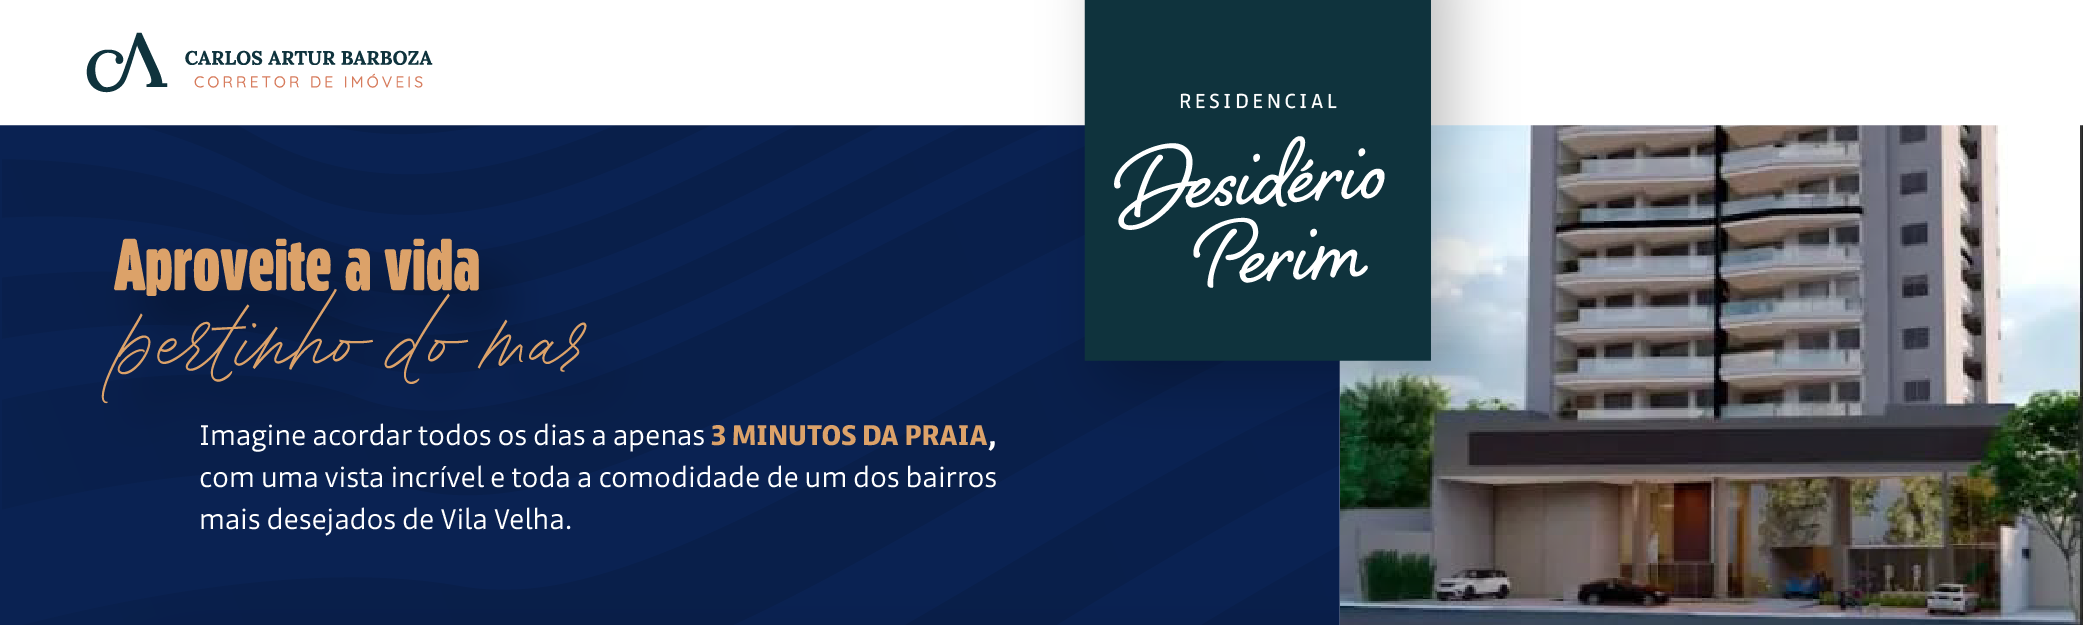 CARLOS ARTUR BARBOZA
CORRETOR DE IMÓVEIS
RESIDENCIAL
Desidério
Perim
Aproveite a vida
pertinho do mar
Imagine acordar todos os dias a apenas 3 MINUTOS DA PRAIA,
com uma vista incrível e toda a comodidade de um dos bairros
mais desejados de Vila Velha.